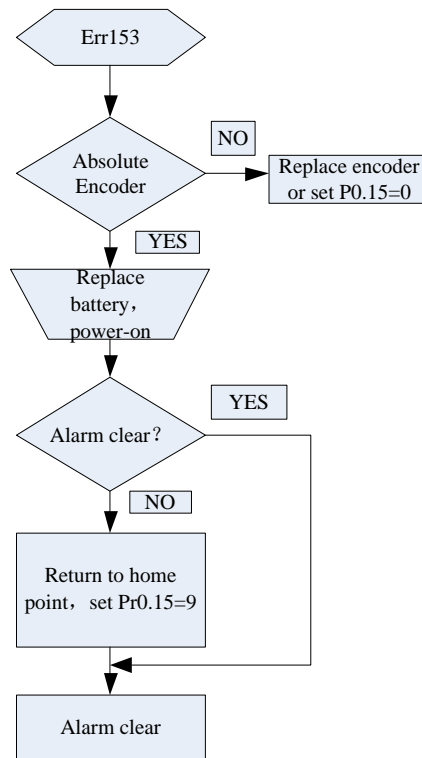 Err153
NO
Absolute
Encoder
Replace encoder
or set P0.15=0
YES
Replace
battery，
power-on
YES
Alarm clear？
NO
Return to home
point，set Pr0.15=9
Alarm clear